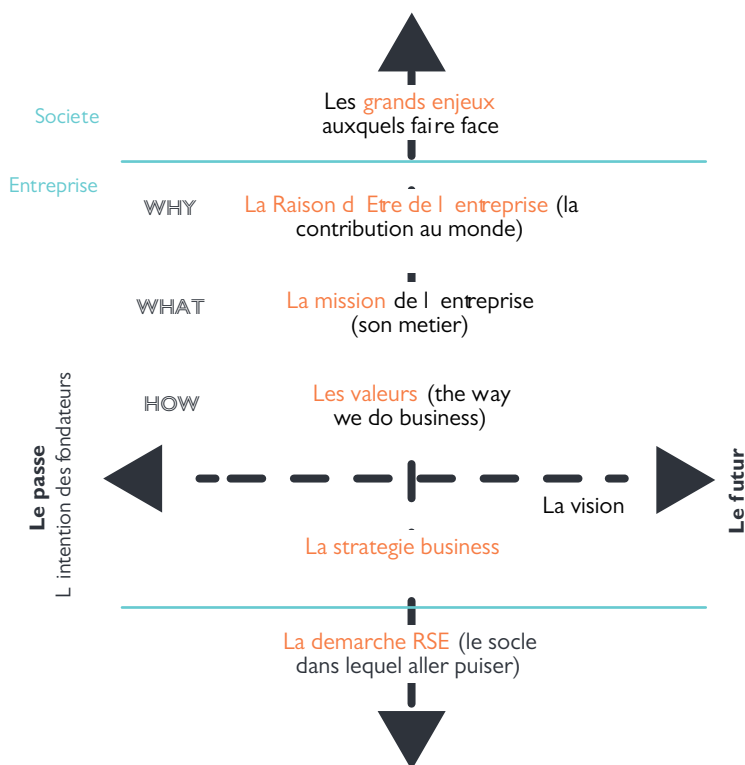 Les grands enjeux
auxquels faire face
Societe
Entreprise
WHY
La Raison d Etre de l entreprise (la
contribution au monde)
WHAT
La mission de l entreprise
(son metier)
HOW
Les valeurs (the way
we do business)
Le passe
L intention des fondateurs
Le futur
La vision
La strategie business
La demarche RSE (le socle
dans lequel aller puiser)